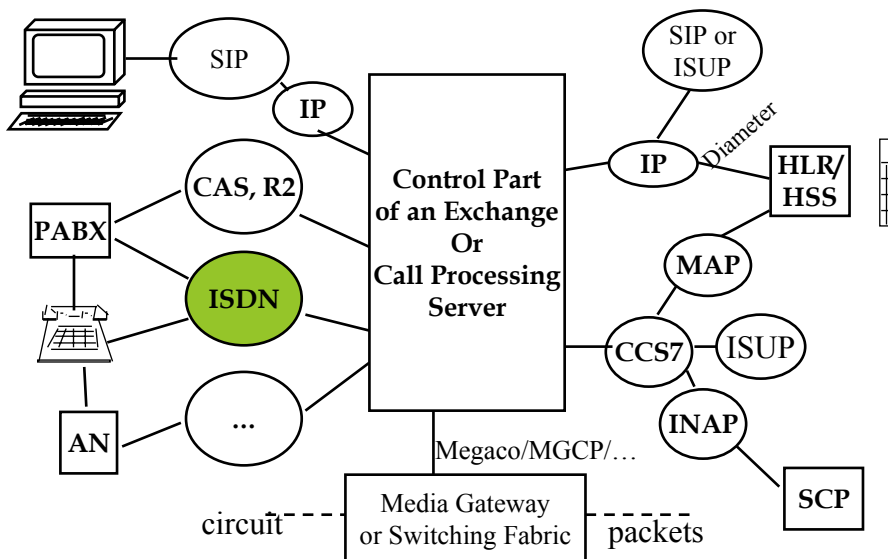 SIP
IP
CAS, R2
PABX
ISDN
AN
...
Control Part
of an Exchange
Or
Call Processing
Server
SIP or
ISUP
IP
Diameter
HLR/
HSS
MAP
CCS7
ISUP
INAP
SCP
Megaco/MGCP/…
Media Gateway
or Switching Fabric
circuit
packets